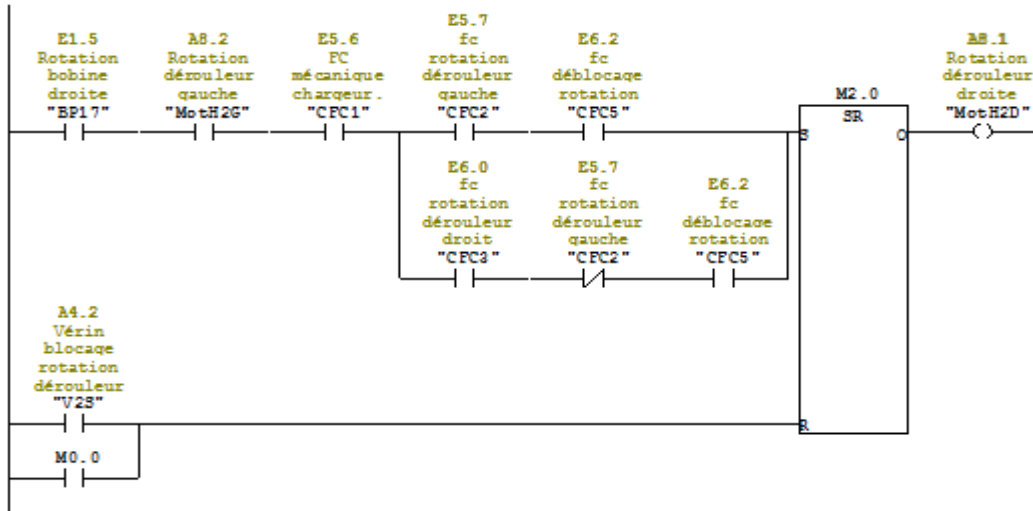 E1.5
Rotation
bobine
droite
"BP17"
A8.2
Rotation
dérouleur
gauche
"MotH2G"
E5.6
FC
mécanique
chargeur.
"CFC1"
E5.7
fc
rotation
dérouleur
gauche
"CFC2"
E6.2
fc
déblocage
rotation
"CFC5"
M2.0
SR
S
Q
R
A8.1
Rotation
dérouleur
droite
"MotH2D"
E6.0
fc
rotation
dérouleur
droit
"CFC3"
E5.7
fc
rotation
dérouleur
gauche
"CFC2"
E6.2
fc
déblocage
rotation
"CFC5"
A4.2
Vérin
blocage
rotation
dérouleur
"V2S"
M0.0